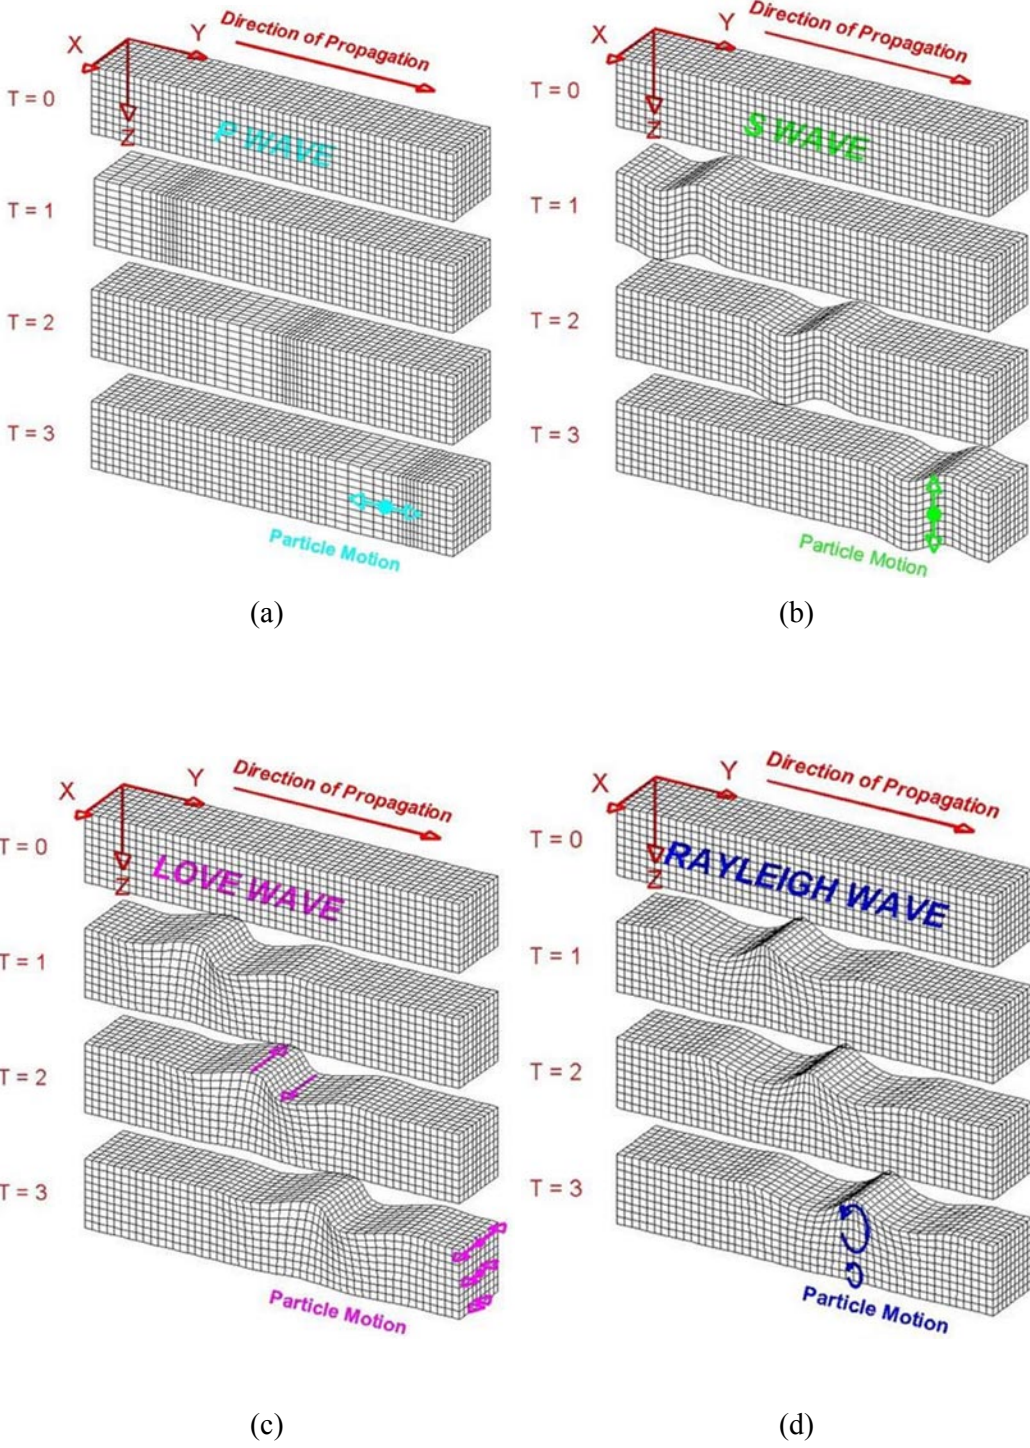 X
Y
Direction of Propagation
T = 0
Z
P WAVE
T = 1
T = 2
T = 3
Particle Motion
(a)
X
Y
Direction of Propagation
T = 0
Z
S WAVE
T = 1
T = 2
T = 3
Particle Motion
(b)
X
Y
Direction of Propagation
T = 0
Z
LOVE WAVE
T = 1
T = 2
T = 3
Particle Motion
(c)
X
Y
Direction of Propagation
T = 0
Z
RAYLEIGH WAVE
T = 1
T = 2
T = 3
Particle Motion
(d)